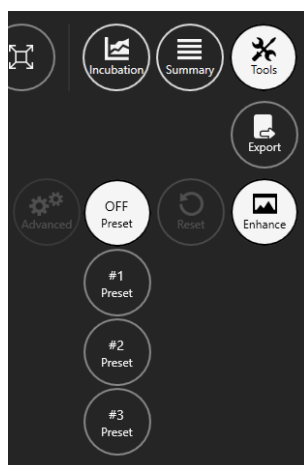 Incubation
Summary
Tools
Export
Advanced
OFF
Preset
Reset
Enhance
#1
Preset
#2
Preset
#3
Preset